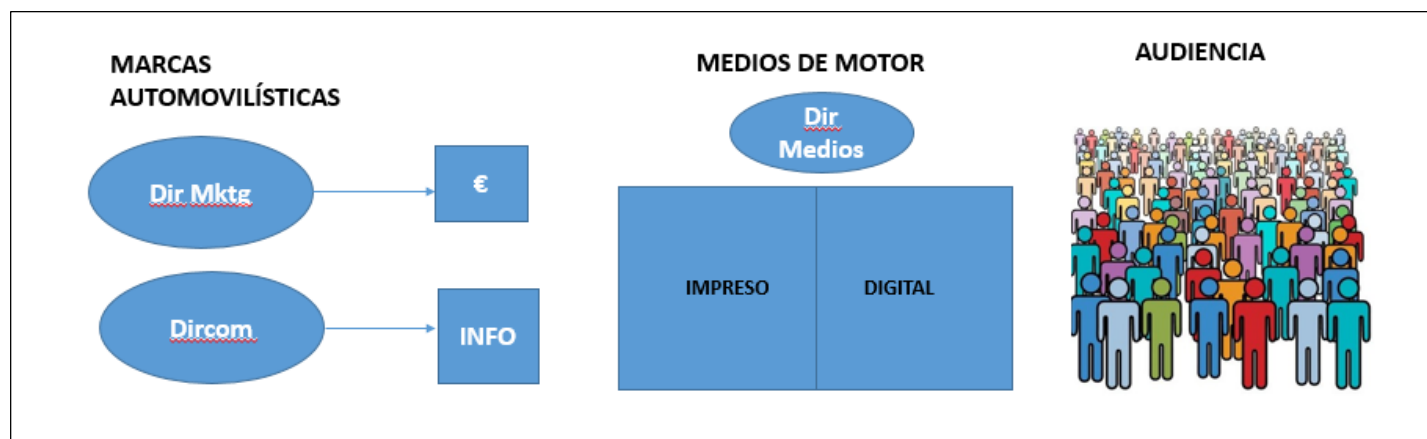 MARCAS
AUTOMOVILÍSTICAS
Dir Mktg
€
Dircom
INFO
MEDIOS DE MOTOR
Dir
Medios
IMPRESO
DIGITAL
AUDIENCIA